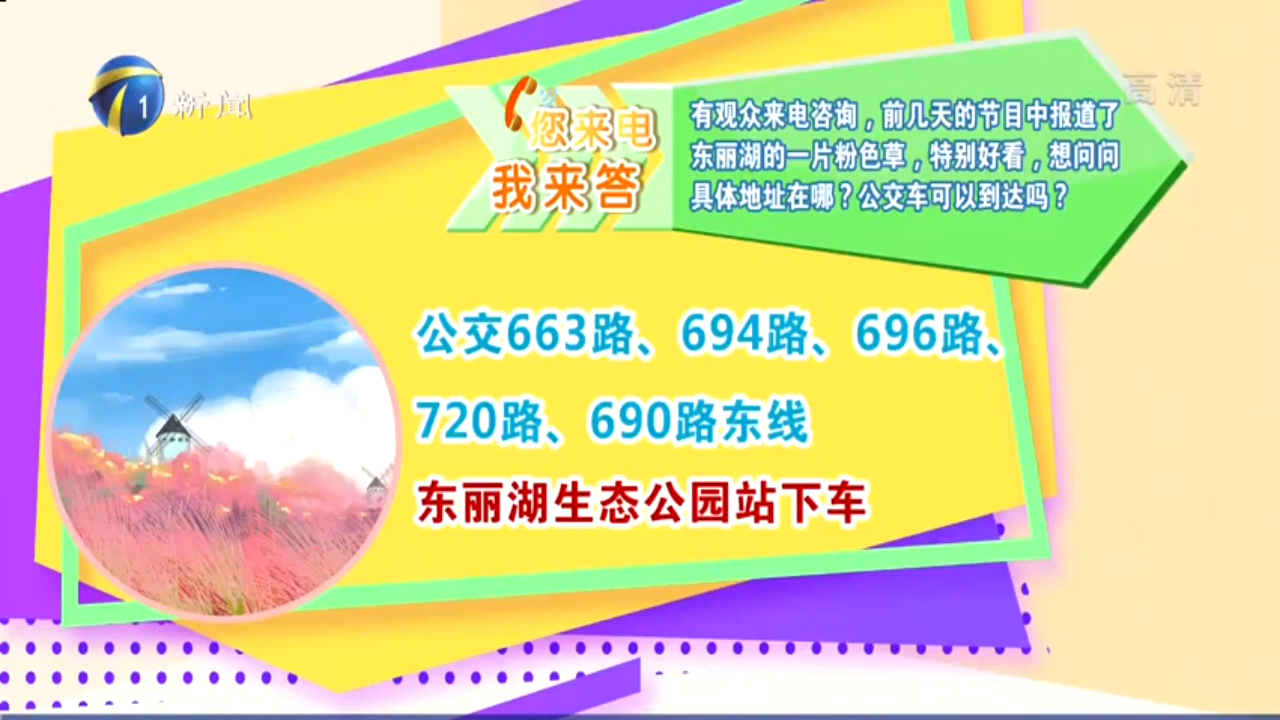 1 新闻
高清
您来电
我来答
有观众来电咨询，前几天的节目中报道了
东丽湖的一片粉色草，特别好看，想问问
具体地址在哪？公交车可以到达吗？
公交663路、694路、696路、
720路、690路东线
东丽湖生态公园站下车